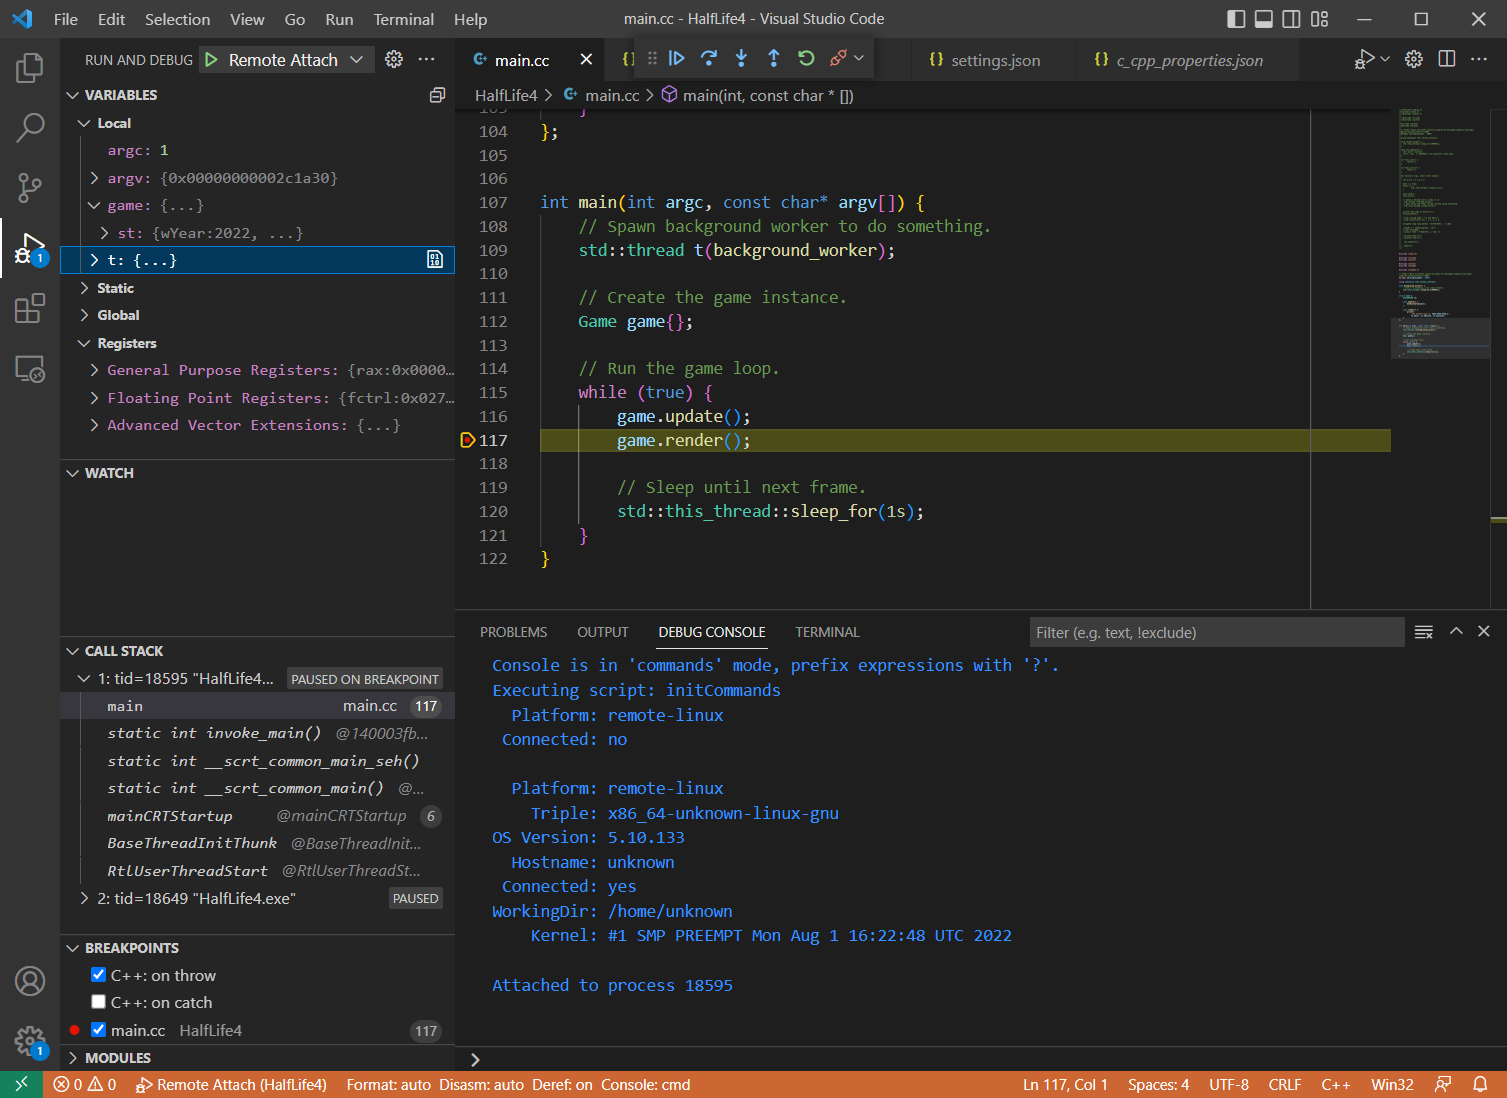 File Edit Selection View Go Run Terminal Help
main.cc - HalfLife4 - Visual Studio Code
RUN AND DEBUG
Remote Attach
main.cc
settings.json
c_cpp_properties.json
HalfLife4 > main.cc > main(int, const char * [])
VARIABLES
Local
argc: 1
argv: {0x00000000002c1a30}
game: {...}
st: {wYear:2022, ...}
t: {...}
Static
Global
Registers
General Purpose Registers: {rax:0x0000…
Floating Point Registers: {fctrl:0x027…
Advanced Vector Extensions: {...}
WATCH
CALL STACK
1: tid=18595 "HalfLife4... PAUSED ON BREAKPOINT
main main.cc 117
static int invoke_main() @140003fb...
static int __scrt_common_main_seh()
static int __scrt_common_main() @...
mainCRTStartup @mainCRTStartup 6
BaseThreadInitThunk @BaseThreadInit...
RtlUserThreadStart @RtlUserThreadSt...
2: tid=18649 "HalfLife4.exe" PAUSED
BREAKPOINTS
C++: on throw
C++: on catch
main.cc HalfLife4 117
MODULES
1
1
104 };
105
106
107 int main(int argc, const char* argv[]) {
108 // Spawn background worker to do something.
109 std::thread t(background_worker);
110
111 // Create the game instance.
112 Game game{};
113
114 // Run the game loop.
115 while (true) {
116 game.update();
117 game.render();
118
119 // Sleep until next frame.
120 std::this_thread::sleep_for(1s);
121 }
122 }
PROBLEMS OUTPUT DEBUG CONSOLE TERMINAL
Filter (e.g. text, !exclude)
Console is in 'commands' mode, prefix expressions with '?'.
Executing script: initCommands
Platform: remote-linux
Connected: no
Platform: remote-linux
Triple: x86_64-unknown-linux-gnu
OS Version: 5.10.133
Hostname: unknown
Connected: yes
WorkingDir: /home/unknown
Kernel: #1 SMP PREEMPT Mon Aug 1 16:22:48 UTC 2022
Attached to process 18595
0 0 Remote Attach (HalfLife4) Format: auto Disasm: auto Deref: on Console: cmd Ln 117, Col 1 Spaces: 4 UTF-8 CRLF C++ Win32